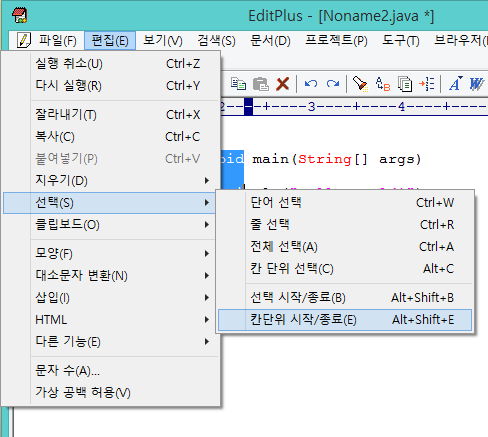 EditPlus - [Noname2.java *]
파일(F) 편집(E) 보기(V) 검색(S) 문서(D) 프로젝트(P) 도구(T) 브라우저(
실행 취소(U) Ctrl+Z
다시 실행(R) Ctrl+Y
잘라내기(T) Ctrl+X
복사(C) Ctrl+C
붙여넣기(P) Ctrl+V
지우기(D)
선택(S)
클립보드(O)
모양(F)
대소문자 변환(N)
삽입(I)
HTML
다른 기능(E)
문자 수(A)...
가상 공백 허용(V)
2 3 4
main(String[] args)
단어 선택 Ctrl+W
줄 선택 Ctrl+R
전체 선택(A) Ctrl+A
칸 단위 선택(C) Alt+C
선택 시작/종료(B) Alt+Shift+B
칸단위 시작/종료(E) Alt+Shift+E